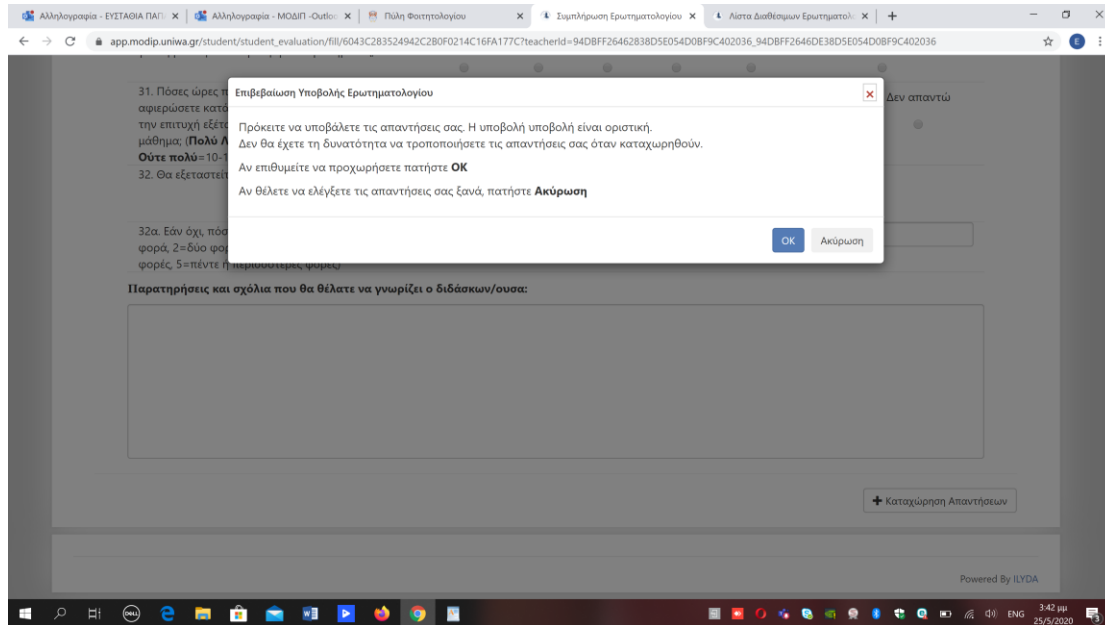 Αλληλογραφία - ΕΥΣΤΑΘΙΑ ΠΑΠ
Αλληλογραφία - ΜΟΔΙΠ -Outlo
Πύλη Φοιτητολογίου
Συμπλήρωση Ερωτηματολογίου
Λίστα Διαθέσιμων Ερωτηματολ
app.modip.uniwa.gr/student/student_evaluation/fill/6043C283524942C2B0F0214C16FA177C?teacherId=94DBFF26462838D5E054D0BF9C402036_94DBFF2646DE38D5E054D0BF9C402036
E
Επιβεβαίωση Υποβολής Ερωτηματολογίου
Πρόκειτε να υποβάλετε τις απαντήσεις σας. Η υποβολή υποβολή είναι οριστική.
Δεν θα έχετε τη δυνατότητα να τροποποιήσετε τις απαντήσεις σας όταν καταχωρηθούν.
Αν επιθυμείτε να προχωρήσετε πατήστε OK
Αν θέλετε να ελέγξετε τις απαντήσεις σας ξανά, πατήστε Ακύρωση
OK Ακύρωση
31. Πόσες ώρες π
αφιερώσετε κατά
την επιτυχή εξέτα
μάθημα; (Πολύ Λ
Ούτε πολύ=10-1
Δεν απαντώ
32. Θα εξεταστείτ
32α. Εάν όχι, πόσ
φορά, 2=δύο φορ
φορές, 5=πέντε ή περισσότερες φορές)
Παρατηρήσεις και σχόλια που θα θέλατε να γνωρίζει ο διδάσκων/ουσα:
Καταχώρηση Απαντήσεων
Powered By ILYDA
DELL
ENG
3:42 μμ
25/5/2020